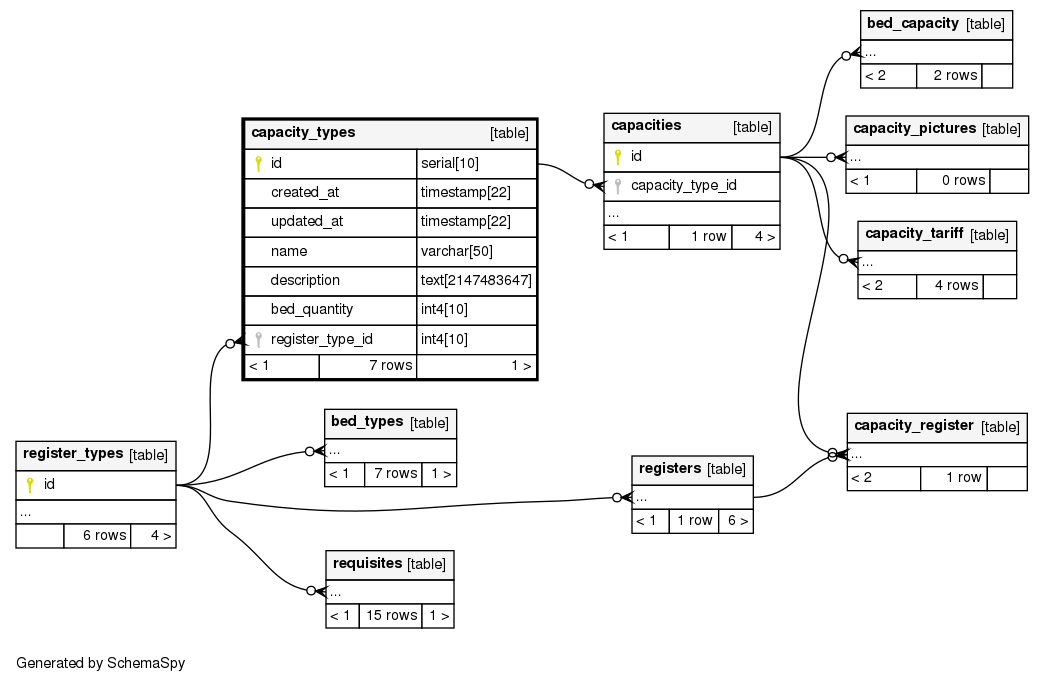 bed_capacity [table]
...
< 2 2 rows
capacity_types [table]
id serial[10]
created_at timestamp[22]
updated_at timestamp[22]
name varchar[50]
description text[2147483647]
bed_quantity int4[10]
register_type_id int4[10]
< 1 7 rows 1 >
capacities [table]
id
capacity_type_id
...
< 1 1 row 4 >
capacity_pictures [table]
...
< 1 0 rows
capacity_tariff [table]
...
< 2 4 rows
register_types [table]
id
...
6 rows 4 >
bed_types [table]
...
< 1 7 rows 1 >
registers [table]
...
< 1 1 row 6 >
capacity_register [table]
...
< 2 1 row
requisites [table]
...
< 1 15 rows 1 >
Generated by SchemaSpy